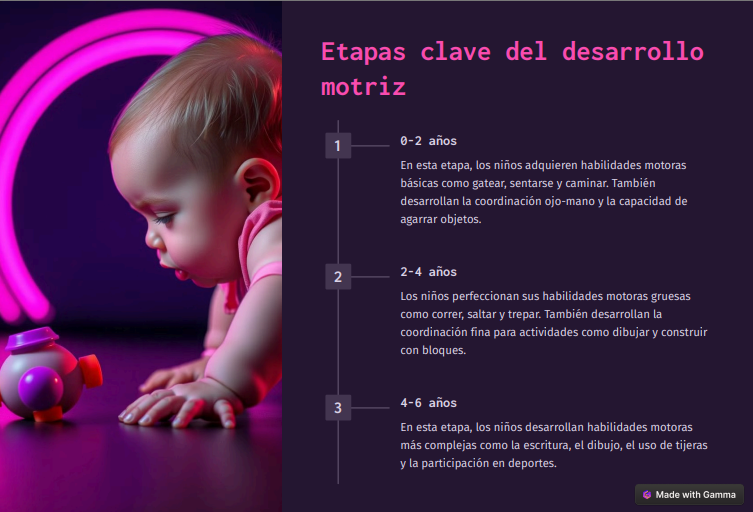 Etapas clave del desarrollo
motriz
1
0-2 años
En esta etapa, los niños adquieren habilidades motoras
básicas como gatear, sentarse y caminar. También
desarrollan la coordinación ojo-mano y la capacidad de
agarrar objetos.
2
2-4 años
Los niños perfeccionan sus habilidades motoras gruesas
como correr, saltar y trepar. También desarrollan la
coordinación fina para actividades como dibujar y construir
con bloques.
3
4-6 años
En esta etapa, los niños desarrollan habilidades motoras
más complejas como la escritura, el dibujo, el uso de tijeras
y la participación en deportes.
Made with Gamma